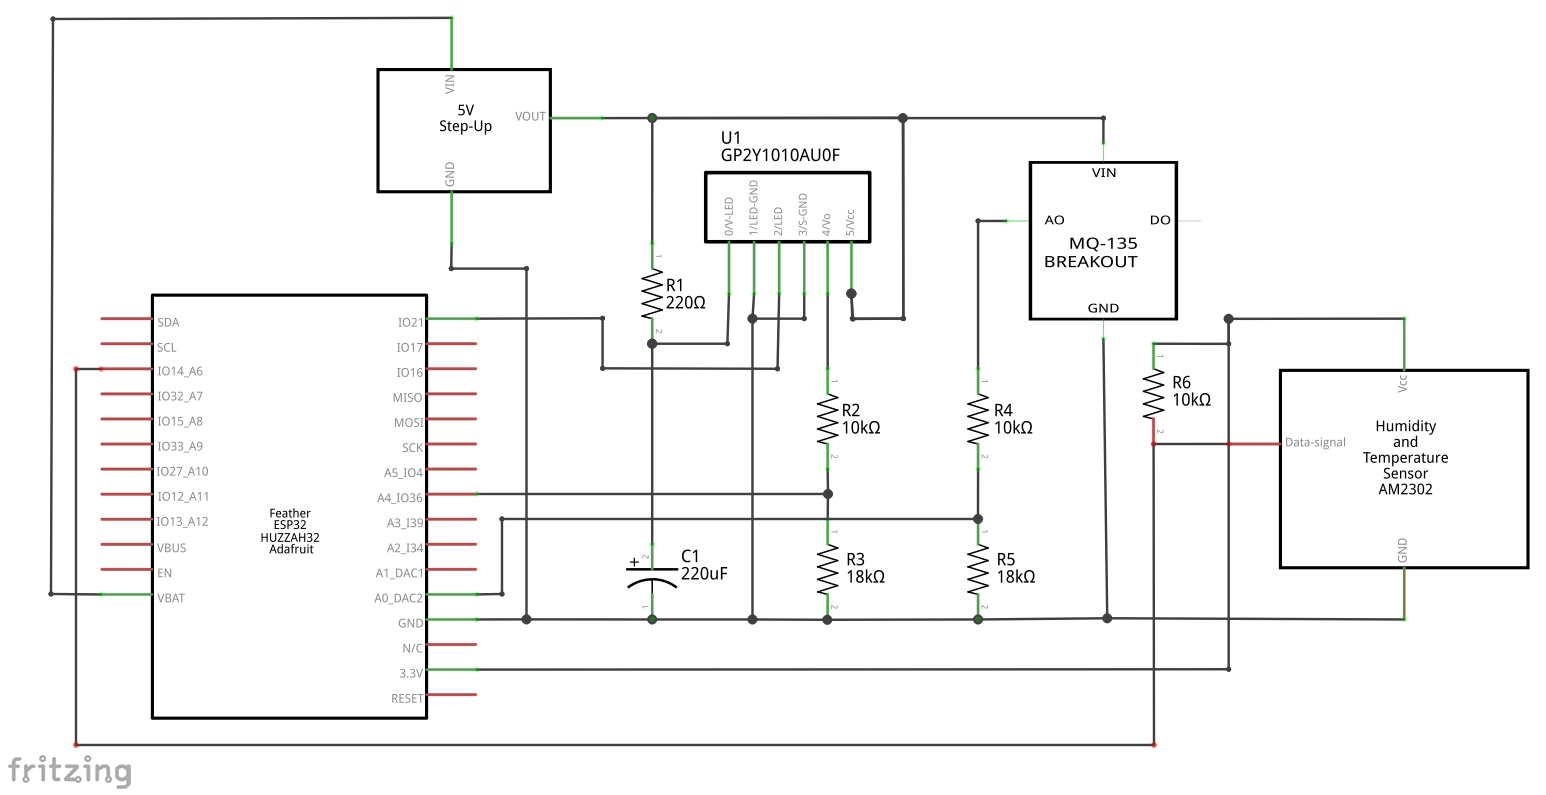 VIN
5V
Step-Up
VOUT
GND
U1
GP2Y1010AU0F
0/V-LED
1/LED-GND
2/LED
3/S-GND
4/Vo
5/Vcc
VIN
AO
DO
MQ-135
BREAKOUT
GND
1
R1
220Ω
2
SDA
SCL
IO14_A6
IO32_A7
IO15_A8
IO33_A9
IO27_A10
IO12_A11
IO13_A12
VBUS
EN
VBAT
Feather
ESP32
HUZZAH32
Adafruit
IO21
IO17
IO16
MISO
MOSI
SCK
A5_IO4
A4_IO36
A3_I39
A2_I34
A1_DAC1
A0_DAC2
GND
N/C
3.3V
RESET
1
R2
10kΩ
2
1
R4
10kΩ
2
1
R6
10kΩ
2
Vcc
Data-signal
Humidity
and
Temperature
Sensor
AM2302
GND
2
+
C1
220uF
1
1
R3
18kΩ
2
1
R5
18kΩ
2
fritzing